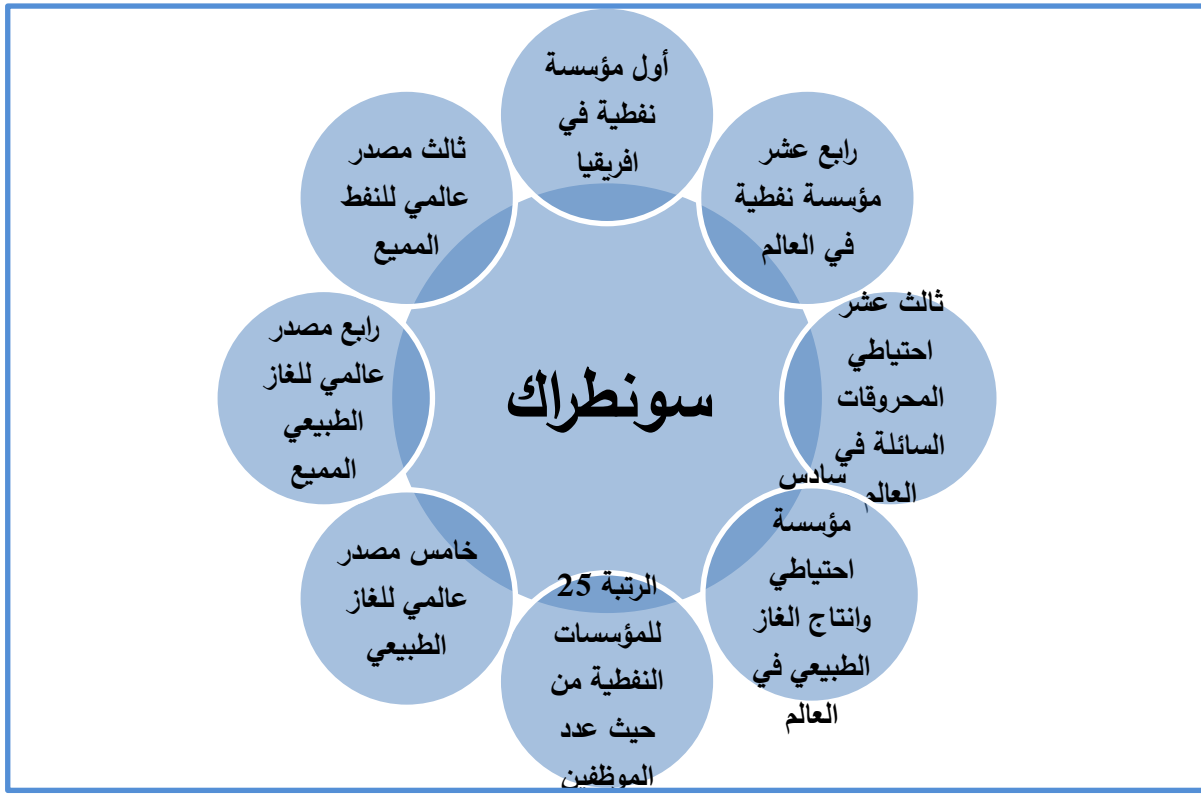 أول مؤسسة
نفطية في
افريقيا
رابع عشر
مؤسسة نفطية
في العالم
ثالث عشر
احتياطي
المحروقات
السائلة في
العالم
سادس
مؤسسة
احتياطي
وانتاج الغاز
الطبيعي في
العالم
الرتبة 25
للمؤسسات
النفطية من
حيث عدد
الموظفين
خامس مصدر
عالمي للغاز
الطبيعي
رابع مصدر
عالمي للغاز
الطبيعي
المميع
ثالث مصدر
عالمي للنفط
المميع
سونطراك